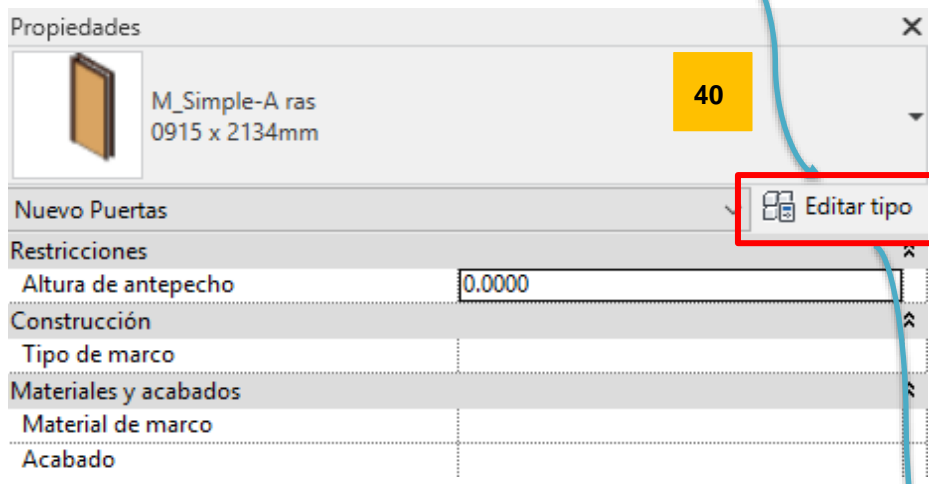 Propiedades
M_Simple-A ras
0915 x 2134mm
40
Nuevo Puertas
Editar tipo
Restricciones
Altura de antepecho 0.0000
Construcción
Tipo de marco
Materiales y acabados
Material de marco
Acabado